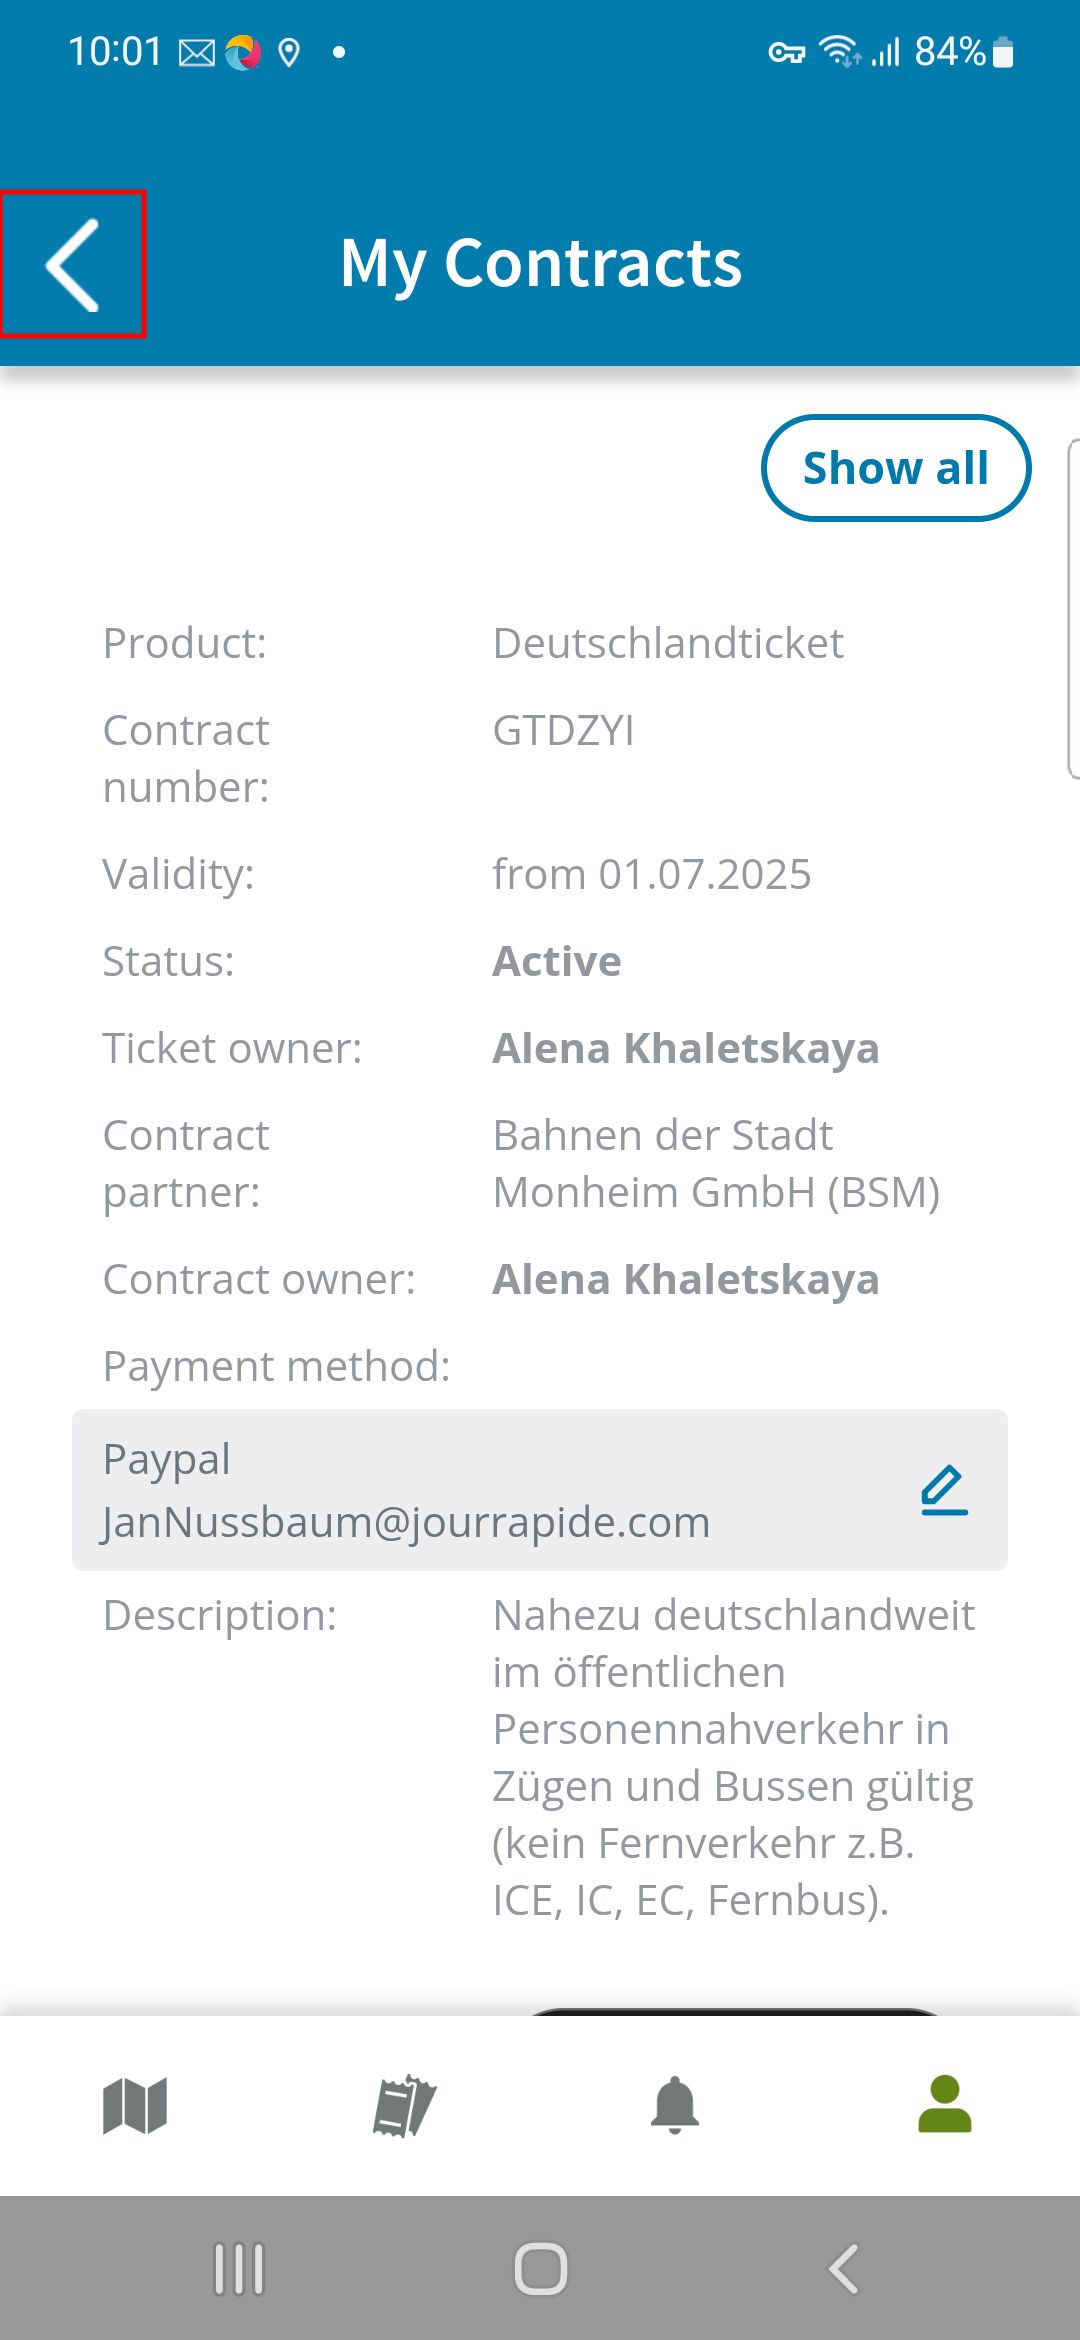 10:01
84%
My Contracts
Show all
Product: Deutschlandticket
Contract number: GTDZYI
Validity: from 01.07.2025
Status: Active
Ticket owner: Alena Khaletskaya
Contract partner: Bahnen der Stadt
Monheim GmbH (BSM)
Contract owner: Alena Khaletskaya
Payment method:
Paypal
JanNussbaum@jourrapide.com
Description: Nahezu deutschlandweit
im öffentlichen
Personennahverkehr in
Zügen und Bussen gültig
(kein Fernverkehr z.B.
ICE, IC, EC, Fernbus).